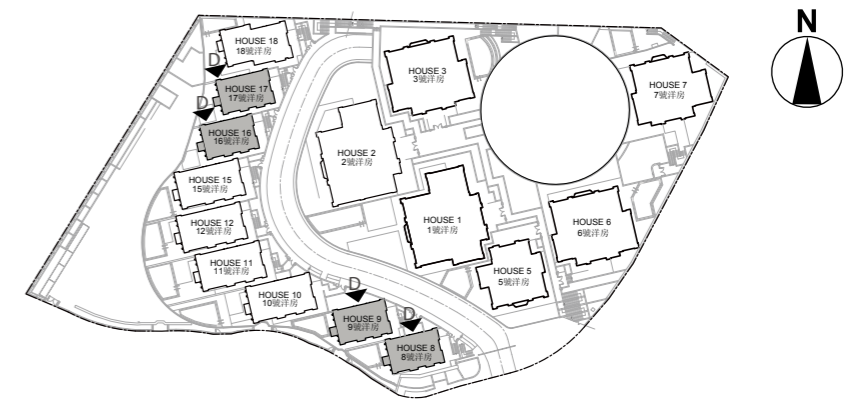 N
HOUSE 18
18號洋房
D
HOUSE 17
17號洋房
D
HOUSE 16
16號洋房
HOUSE 15
15號洋房
HOUSE 12
12號洋房
HOUSE 11
11號洋房
HOUSE 10
10號洋房
D
HOUSE 9
9號洋房
D
HOUSE 8
8號洋房
HOUSE 3
3號洋房
HOUSE 2
2號洋房
HOUSE 1
1號洋房
HOUSE 5
5號洋房
HOUSE 6
6號洋房
HOUSE 7
7號洋房